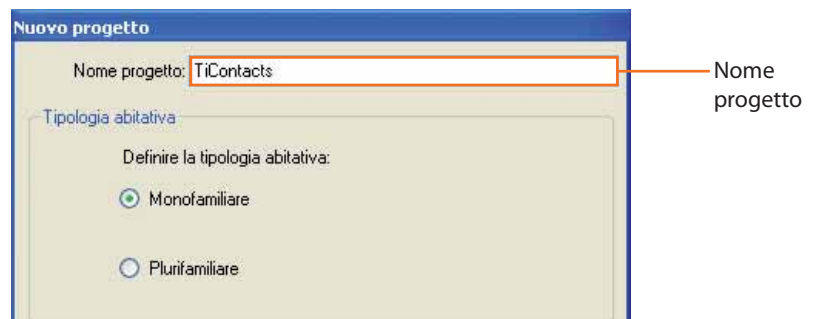 Nuovo progetto
Nome progetto: TiContacts
Nome
progetto
Tipologia abitativa
Definire la tipologia abitativa:
Monofamiliare
Plurifamiliare